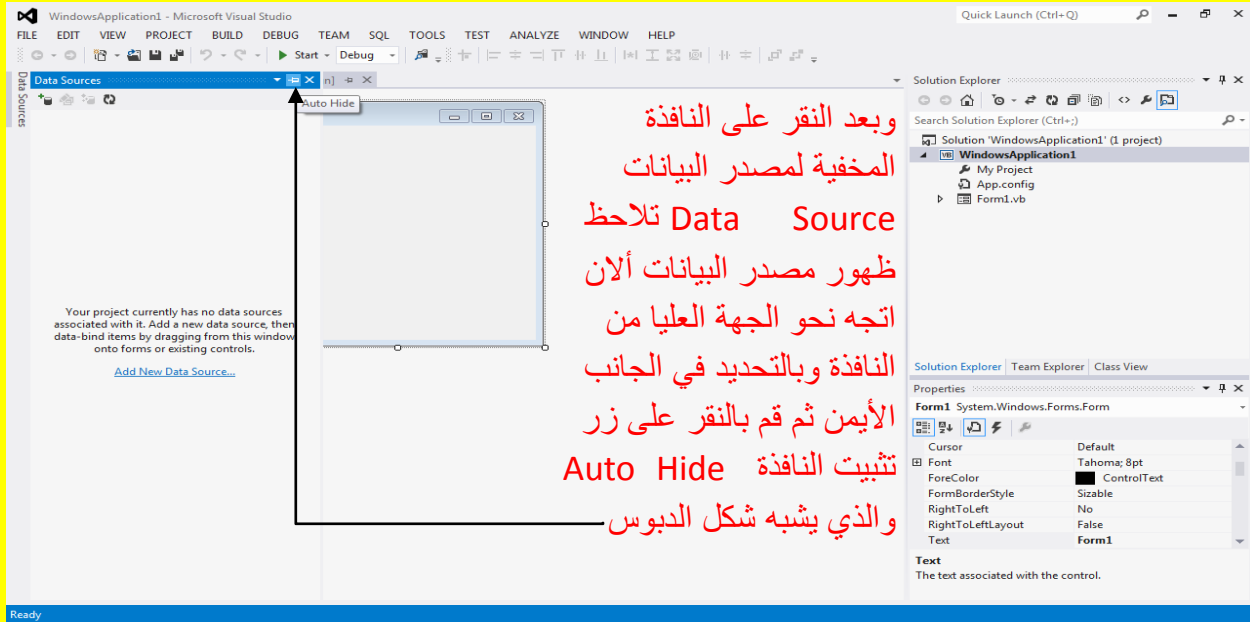 WindowsApplication1 - Microsoft Visual Studio
Quick Launch (Ctrl+Q)
FILE EDIT VIEW PROJECT BUILD DEBUG TEAM SQL TOOLS TEST ANALYZE WINDOW HELP
Start Debug
Data Sources
Data Sources
n]
Auto Hide
Your project currently has no data sources
associated with it. Add a new data source, then
data-bind items by dragging from this window
onto forms or existing controls.
Add New Data Source...
وبعد النقر على النافذة
المخفية لمصدر البيانات
Data Source تلاحظ
ظهور مصدر البيانات ألان
اتجه نحو الجهة العليا من
النافذة وبالتحديد في الجانب
الأيمن ثم قم بالنقر على زر
تثبيت النافذة Auto Hide
والذي يشبه شكل الدبوس
Solution Explorer
Search Solution Explorer (Ctrl+;)
Solution 'WindowsApplication1' (1 project)
WindowsApplication1
My Project
App.config
Form1.vb
Solution Explorer Team Explorer Class View
Properties
Form1 System.Windows.Forms.Form
Cursor Default
Font Tahoma; 8pt
ForeColor ControlText
FormBorderStyle Sizable
RightToLeft No
RightToLeftLayout False
Text Form1
Text
The text associated with the control.
Ready